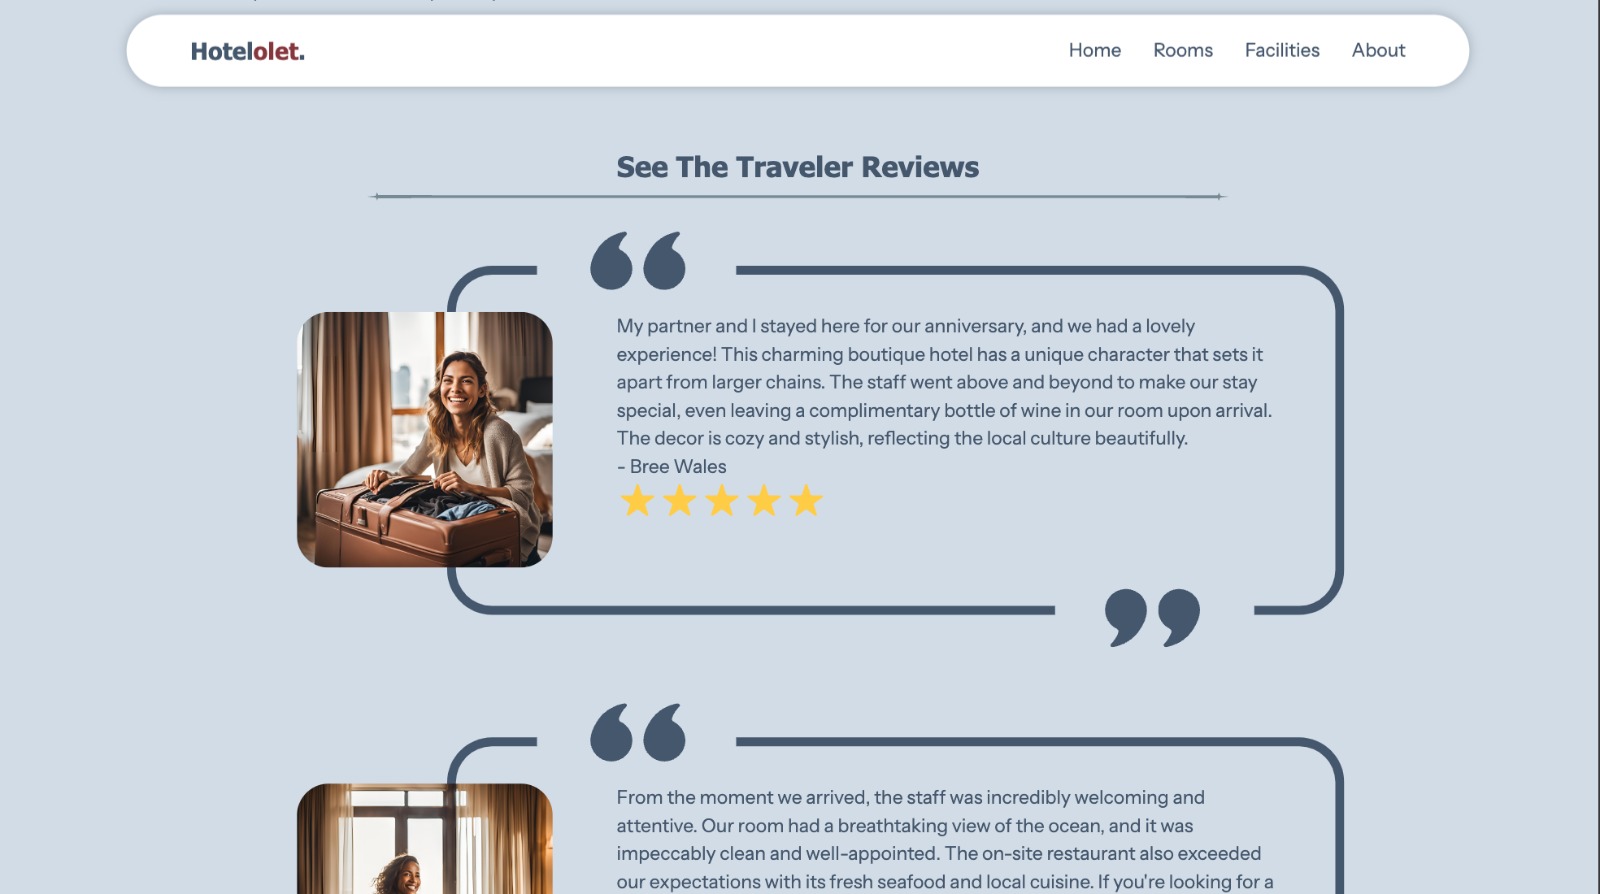 Hotelolet.
Home Rooms Facilities About
See The Traveler Reviews
My partner and I stayed here for our anniversary, and we had a lovely
experience! This charming boutique hotel has a unique character that sets it
apart from larger chains. The staff went above and beyond to make our stay
special, even leaving a complimentary bottle of wine in our room upon arrival.
The decor is cozy and stylish, reflecting the local culture beautifully.
- Bree Wales
From the moment we arrived, the staff was incredibly welcoming and
attentive. Our room had a breathtaking view of the ocean, and it was
impeccably clean and well-appointed. The on-site restaurant also exceeded
our expectations with its fresh seafood and local cuisine. If you're looking for a